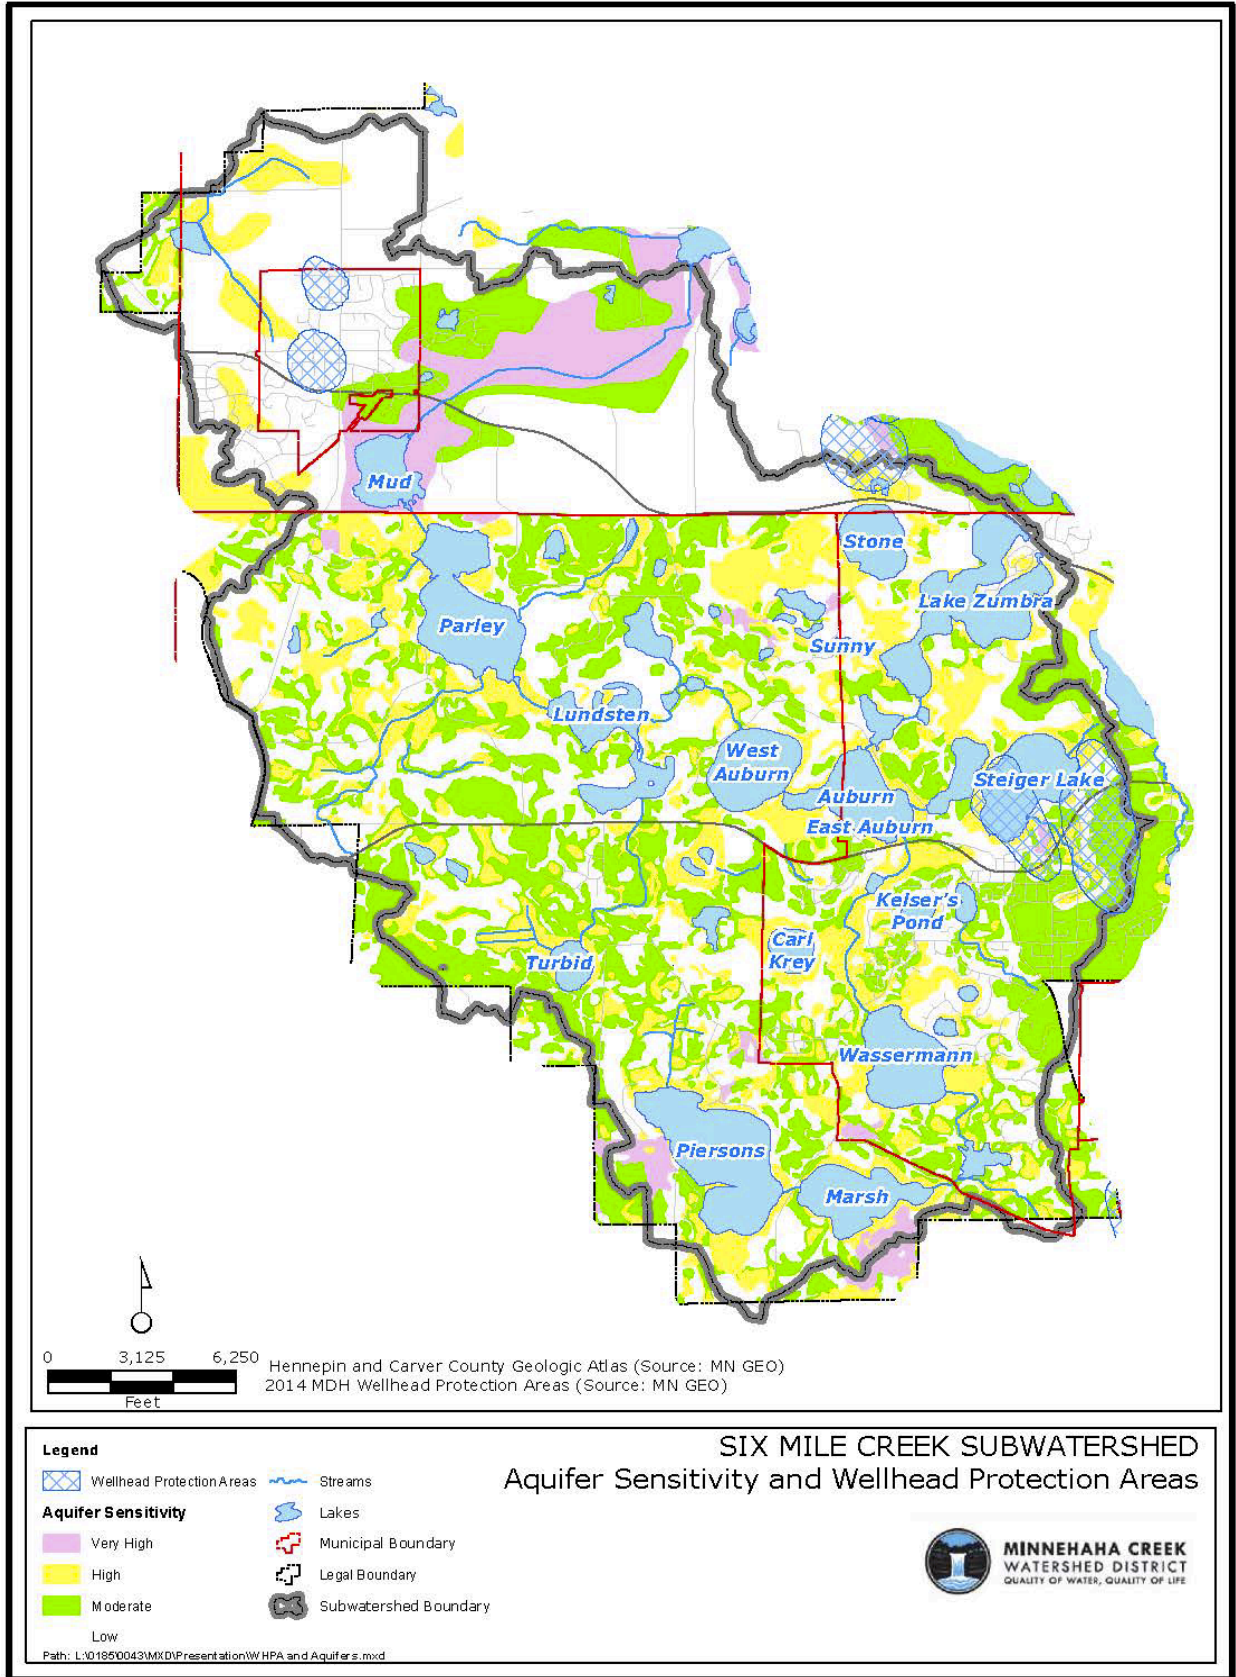 Mud
Stone
Lake Zumbra
Parley
Sunny
Lundsten
West
Auburn
Steiger Lake
Auburn
East Auburn
Keiser's
Pond
Carl
Krey
Turbid
Wassermann
Piersons
Marsh
0 3,125 6,250
Feet
Hennepin and Carver County Geologic Atlas (Source: MN GEO)
2014 MDH Wellhead Protection Areas (Source: MN GEO)
SIX MILE CREEK SUBWATERSHED
Aquifer Sensitivity and Wellhead Protection Areas
Legend
Wellhead Protection Areas
Aquifer Sensitivity
Very High
High
Moderate
Low
Streams
Lakes
Municipal Boundary
Legal Boundary
Subwatershed Boundary
MINNEHAHA CREEK
WATERSHED DISTRICT
QUALITY OF WATER, QUALITY OF LIFE
Path: L:\0185\0043\MXD\Presentation\WHPA and Aquifers.mxd